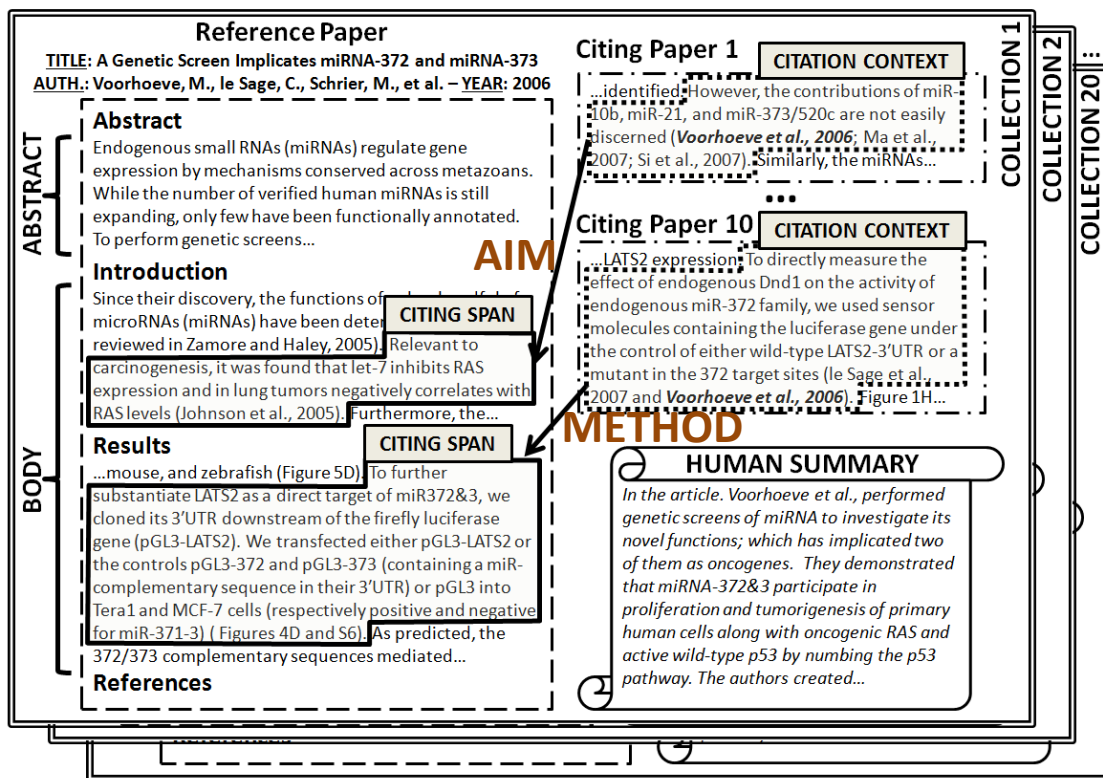 Reference Paper
TITLE: A Genetic Screen Implicates miRNA-372 and miRNA-373
AUTH.: Voorhoeve, M., le Sage, C., Schrier, M., et al. – YEAR: 2006
ABSTRACT
Abstract
Endogenous small RNAs (miRNAs) regulate gene
expression by mechanisms conserved across metazoans.
While the number of verified human miRNAs is still
expanding, only few have been functionally annotated.
To perform genetic screens...
BODY
Introduction
Since their discovery, the functions of
microRNAs (miRNAs) have been deter
reviewed in Zamore and Haley, 2005). Relevant to
carcinogenesis, it was found that let-7 inhibits RAS
expression and in lung tumors negatively correlates with
RAS levels (Johnson et al., 2005). Furthermore, the...
CITING SPAN
Results
CITING SPAN
...mouse, and zebrafish (Figure 5D). To further
substantiate LATS2 as a direct target of miR372&3, we
cloned its 3'UTR downstream of the firefly luciferase
gene (pGL3-LATS2). We transfected either pGL3-LATS2 or
the controls pGL3-372 and pGL3-373 (containing a miR-
complementary sequence in their 3'UTR) or pGL3 into
Tera1 and MCF-7 cells (respectively positive and negative
for miR-371-3) ( Figures 4D and S6). As predicted, the
372/373 complementary sequences mediated...
References
AIM
METHOD
Citing Paper 1
CITATION CONTEXT
...identified. However, the contributions of miR-
10b, miR-21, and miR-373/520c are not easily
discerned (Voorhoeve et al., 2006; Ma et al.,
2007; Si et al., 2007). Similarly, the miRNAs...
...
Citing Paper 10
CITATION CONTEXT
...LATS2 expression. To directly measure the
effect of endogenous Dnd1 on the activity of
endogenous miR-372 family, we used sensor
molecules containing the luciferase gene under
the control of either wild-type LATS2-3'UTR or a
mutant in the 372 target sites (le Sage et al.,
2007 and Voorhoeve et al., 2006). Figure 1H...
HUMAN SUMMARY
In the article. Voorhoeve et al., performed
genetic screens of miRNA to investigate its
novel functions; which has implicated two
of them as oncogenes. They demonstrated
that miRNA-372&3 participate in
proliferation and tumorigenesis of primary
human cells along with oncogenic RAS and
active wild-type p53 by numbing the p53
pathway. The authors created...
COLLECTION 1
COLLECTION 2
...
COLLECTION 20